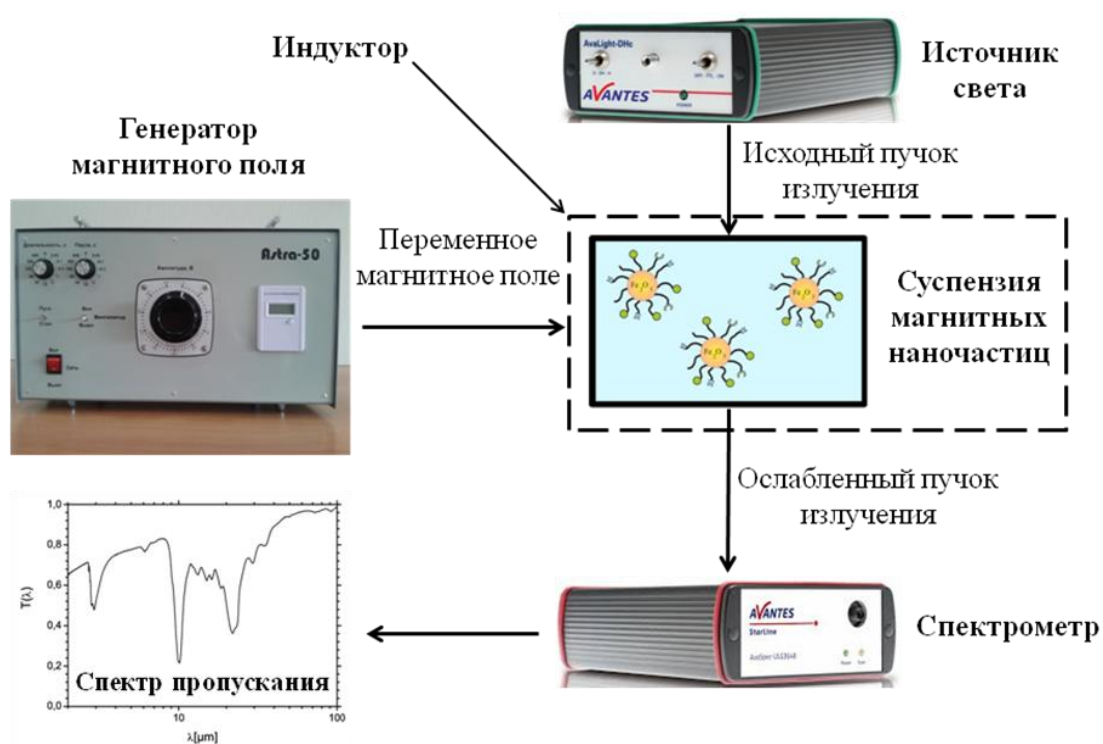 Индуктор
AvaLight-DHc
AVANTES
Источник
света
Генератор
магнитного поля
Исходный пучок
излучения
Astra-50
Переменное
магнитное поле
Суспензия
магнитных
наночастиц
Ослабленный пучок
излучения
1,0
0,8
0,6
0,4
0,2
0,0
T(λ)
10
100
λ[μm]
Спектр пропускания
AVANTES
StarLine
Спектрометр